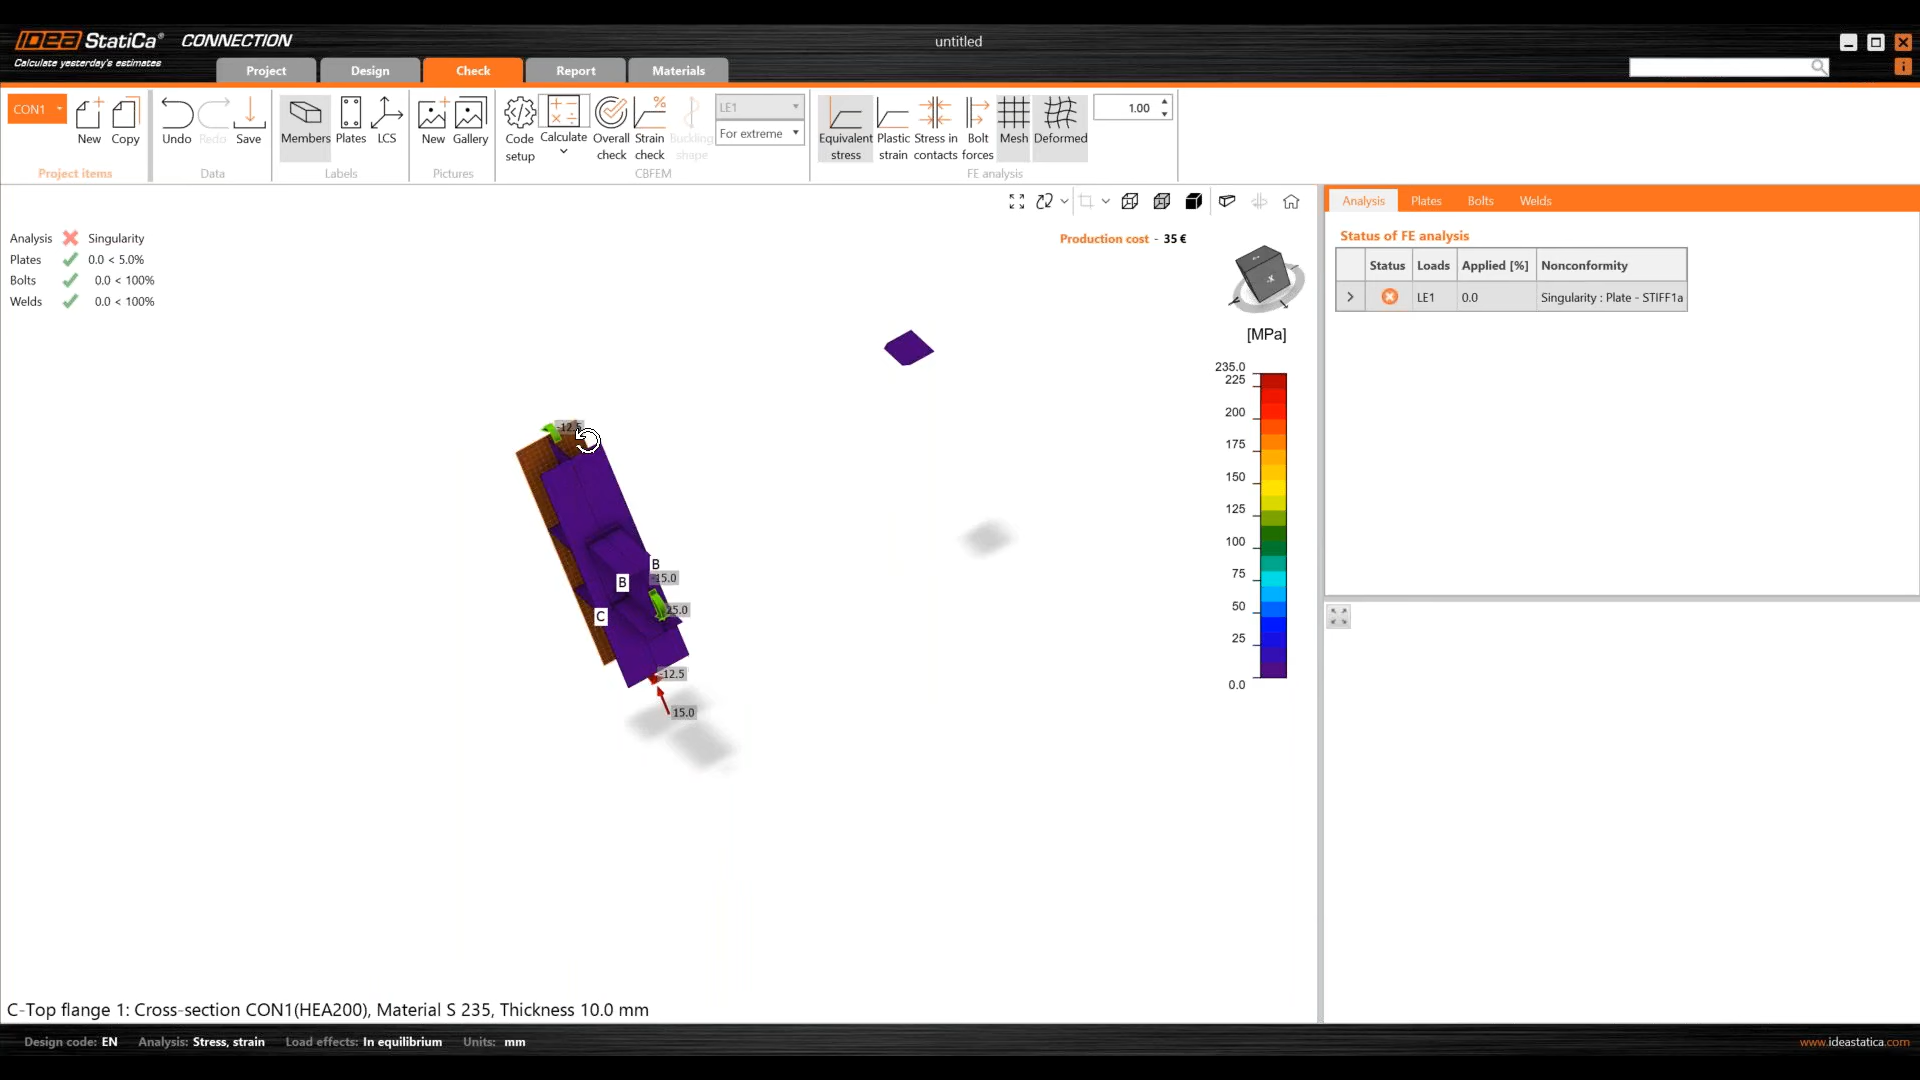 IDEA StatiCa® CONNECTION
Calculate yesterday's estimates
untitled
Project Design Check Report Materials
CON1
New Copy
Project items
Undo Redo Save
Data
Members Plates LCS
Labels
New Gallery
Pictures
Code setup Calculate Overall check Strain check Buckling shape
LE1
For extreme
CBFEM
Equivalent stress Plastic strain Stress in contacts Bolt forces Mesh Deformed
1.00
FE analysis
Analysis Singularity
Plates 0.0 < 5.0%
Bolts 0.0 < 100%
Welds 0.0 < 100%
Production cost - 35 €
-X
[MPa]
235.0
225
200
175
150
125
100
75
50
25
0.0
-12.5
B
-15.0
B
25.0
C
-12.5
15.0
Analysis Plates Bolts Welds
Status of FE analysis
Status Loads Applied [%] Nonconformity
LE1 0.0 Singularity : Plate - STIFF1a
C-Top flange 1: Cross-section CON1(HEA200), Material S 235, Thickness 10.0 mm
Design code: EN Analysis: Stress, strain Load effects: In equilibrium Units: mm
www.ideastatica.com